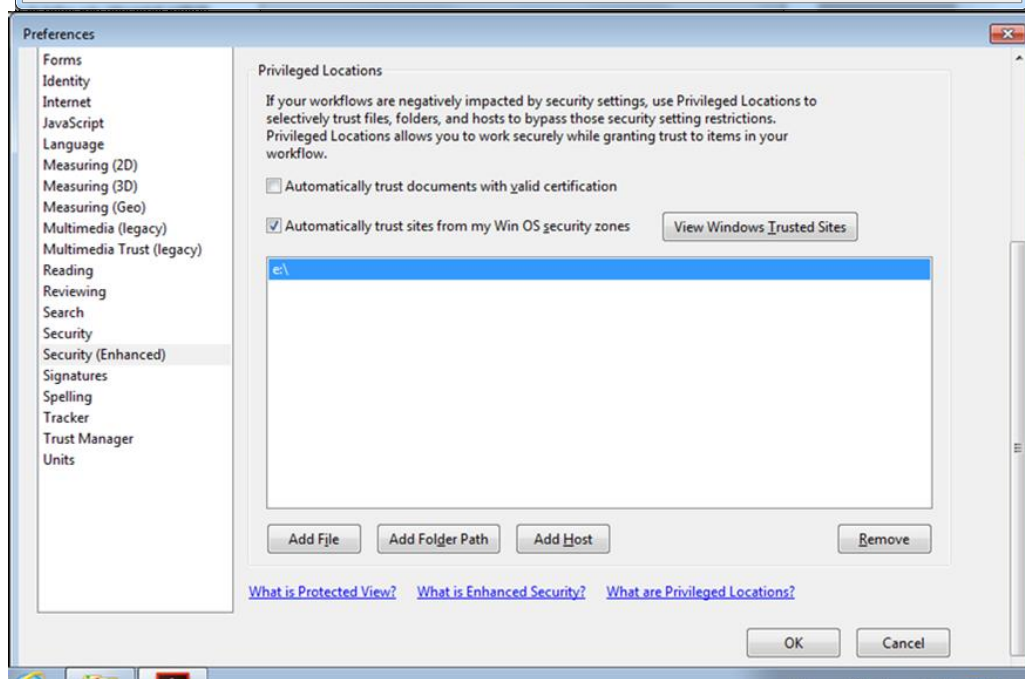 Preferences
Forms
Identity
Internet
JavaScript
Language
Measuring (2D)
Measuring (3D)
Measuring (Geo)
Multimedia (legacy)
Multimedia Trust (legacy)
Reading
Reviewing
Search
Security
Security (Enhanced)
Signatures
Spelling
Tracker
Trust Manager
Units
Privileged Locations
If your workflows are negatively impacted by security settings, use Privileged Locations to
selectively trust files, folders, and hosts to bypass those security setting restrictions.
Privileged Locations allows you to work securely while granting trust to items in your
workflow.
Automatically trust documents with valid certification
Automatically trust sites from my Win OS security zones
View Windows Trusted Sites
e:\
Add File
Add Folder Path
Add Host
Remove
What is Protected View?
What is Enhanced Security?
What are Privileged Locations?
OK
Cancel